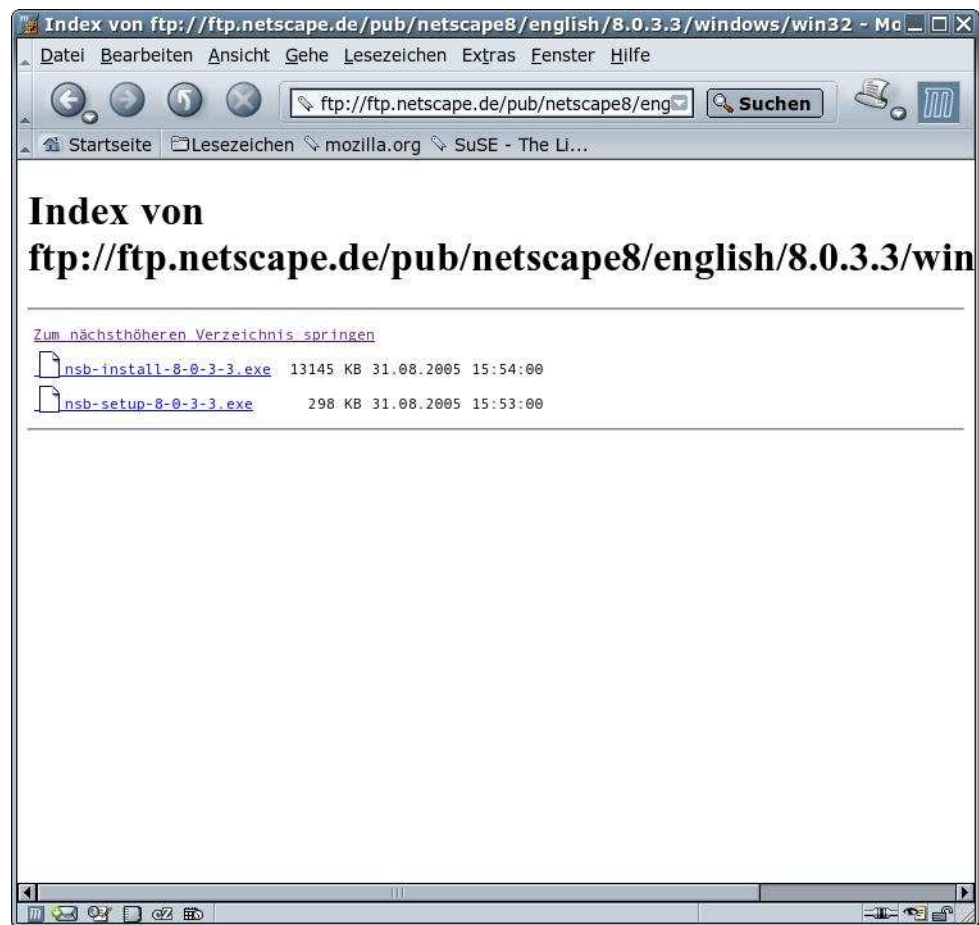 Index von ftp://ftp.netscape.de/pub/netscape8/english/8.0.3.3/windows/win32 - Mo
Datei Bearbeiten Ansicht Gehe Lesezeichen Extras Fenster Hilfe
ftp://ftp.netscape.de/pub/netscape8/eng Suchen
Startseite Lesezeichen mozilla.org SuSE - The Li...
Index von
ftp://ftp.netscape.de/pub/netscape8/english/8.0.3.3/win
Zum nächsthöheren Verzeichnis springen
nsb-install-8-0-3-3.exe 13145 KB 31.08.2005 15:54:00
nsb-setup-8-0-3-3.exe 298 KB 31.08.2005 15:53:00